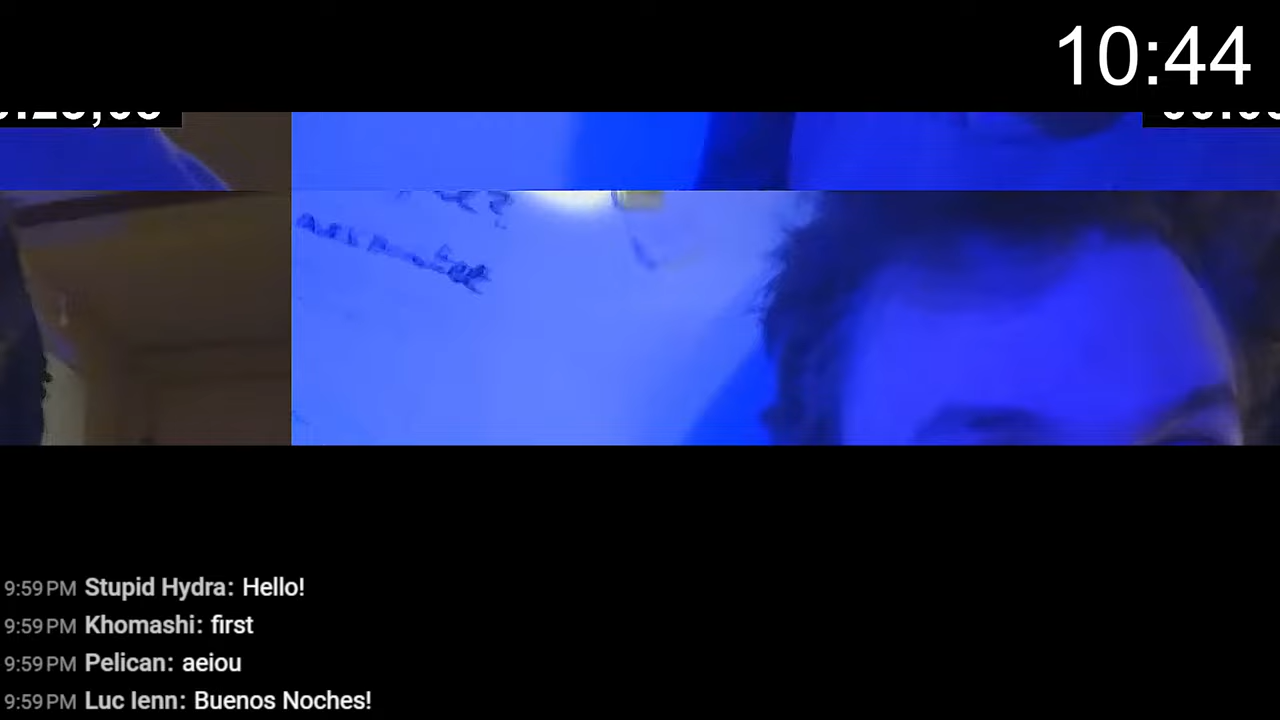 10:44
9:59 PM Stupid Hydra: Hello!
9:59 PM Khomashi: first
9:59 PM Pelican: aeiou
9:59 PM Luc Ienn: Buenos Noches!